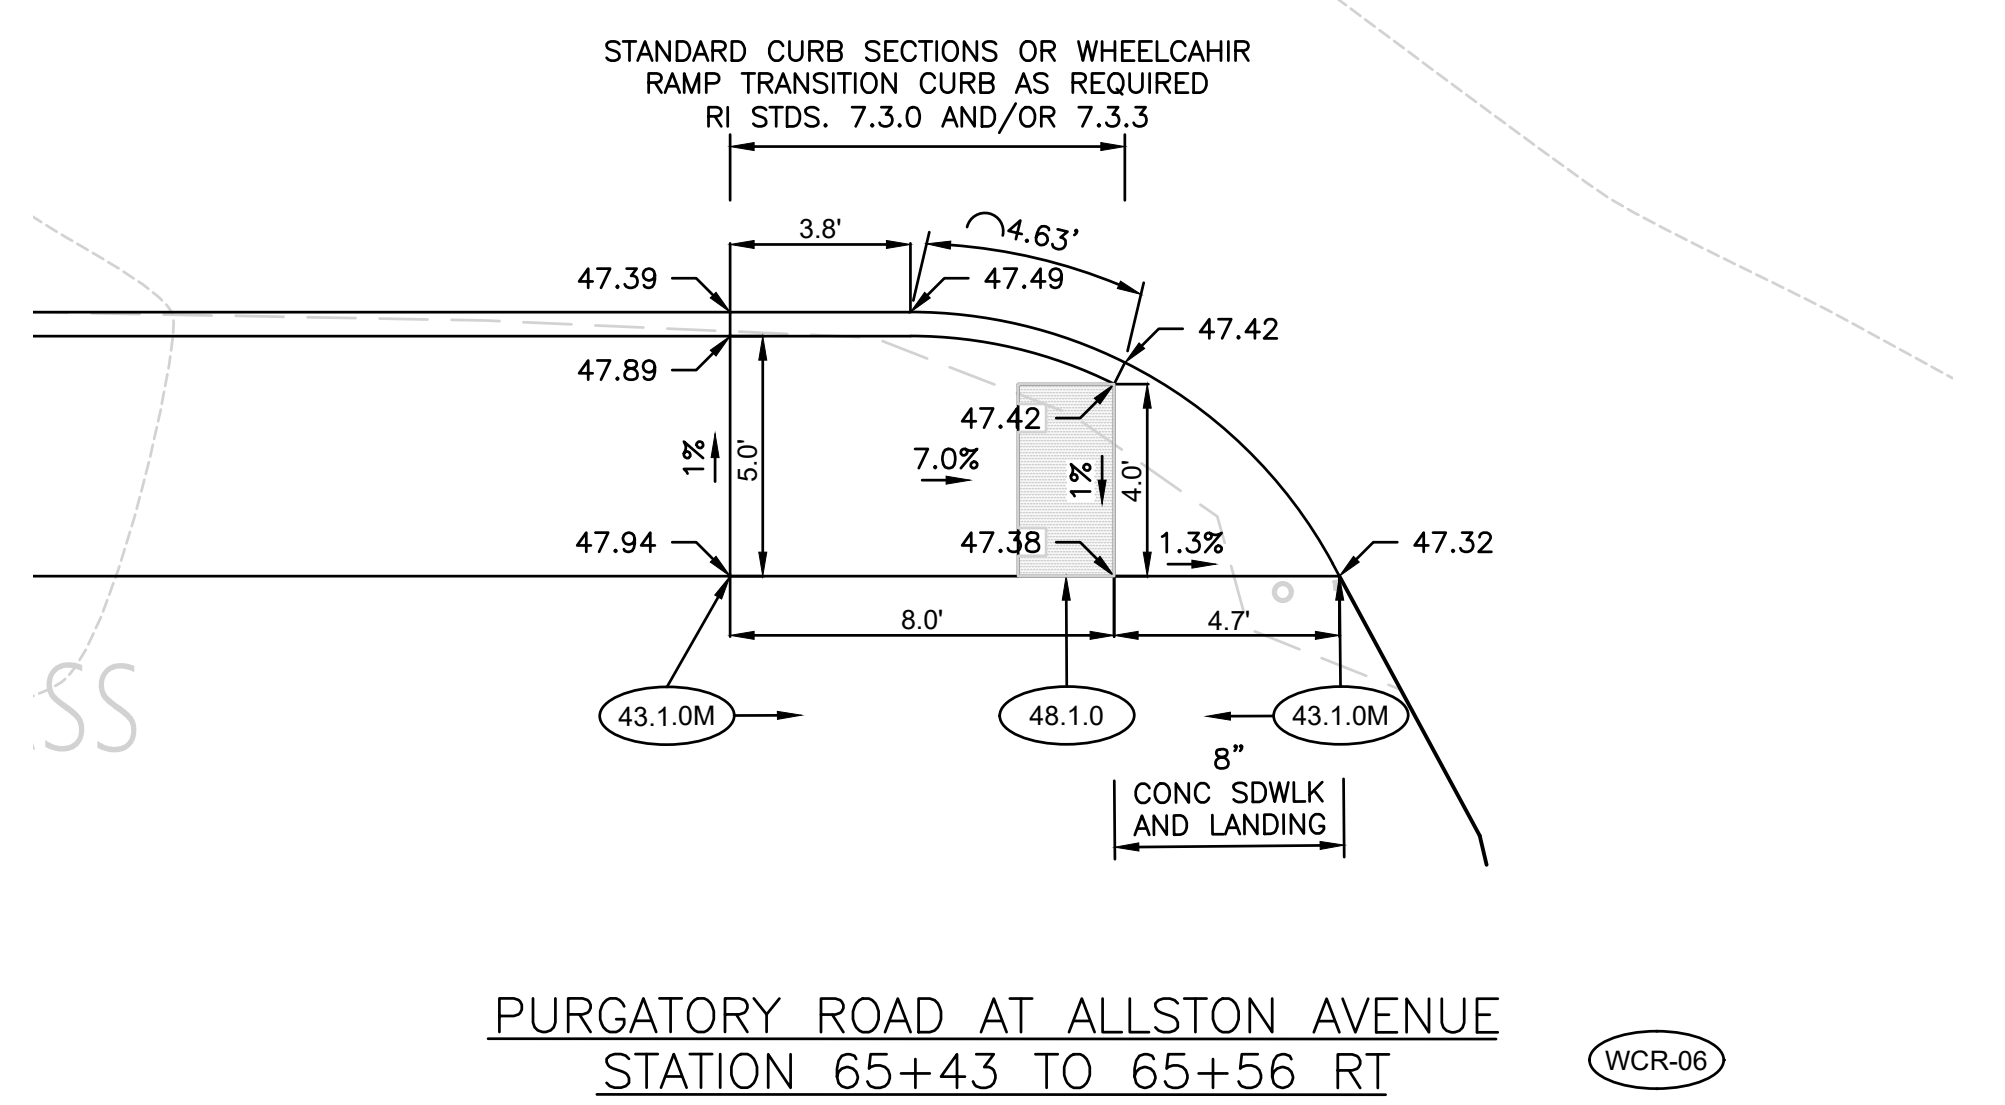 STANDARD CURB SECTIONS OR WHEELCAHIR
RAMP TRANSITION CURB AS REQUIRED
RI STDS. 7.3.0 AND/OR 7.3.3
3.8'
4.63'
47.39
47.49
47.42
47.89
47.42
1%
5.0'
7.0%
1%
4.0'
47.94
47.38
1.3%
47.32
8.0'
4.7'
43.1.0M
48.1.0
43.1.0M
SS
8"
CONC SDWLK
AND LANDING
PURGATORY ROAD AT ALLSTON AVENUE
STATION 65+43 TO 65+56 RT
WCR-06